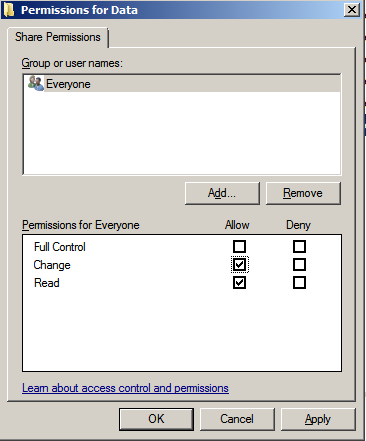 Permissions for Data
Share Permissions
Group or user names:
Everyone
Add...
Remove
Permissions for Everyone Allow Deny
Full Control
Change
Read
Learn about access control and permissions
OK Cancel Apply